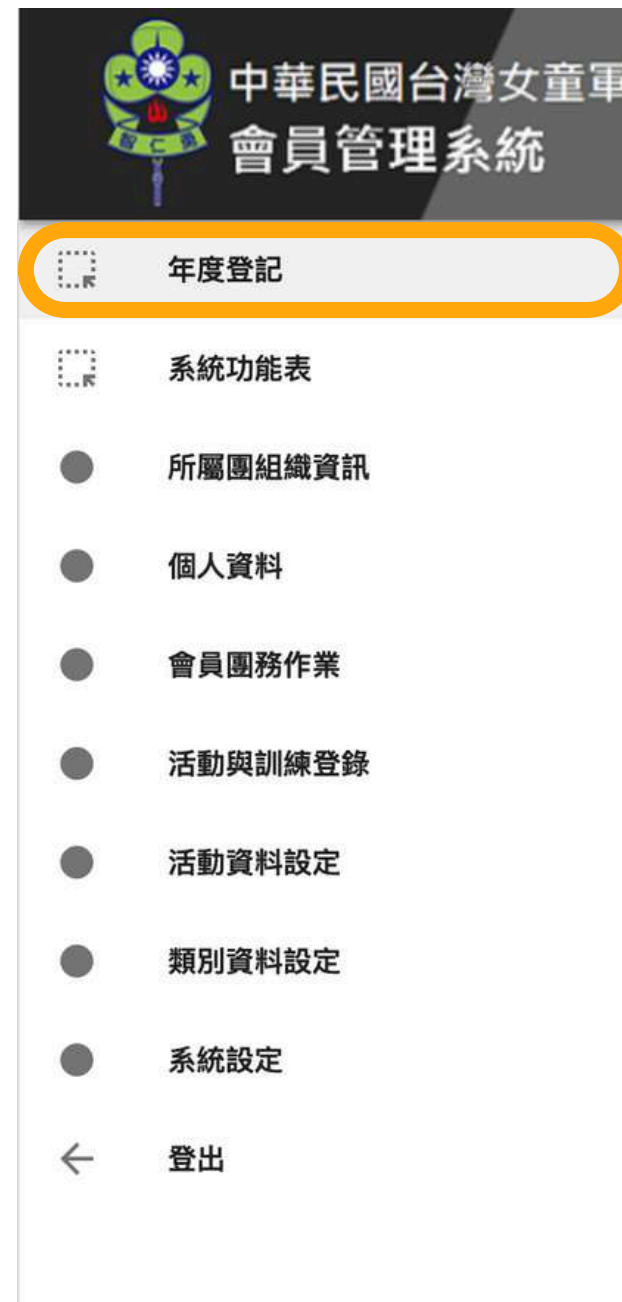 中華民國台灣女童軍
會員管理系統
智仁勇
年度登記
系統功能表
所屬團組織資訊
個人資料
會員團務作業
活動與訓練登錄
活動資料設定
類別資料設定
系統設定
登出